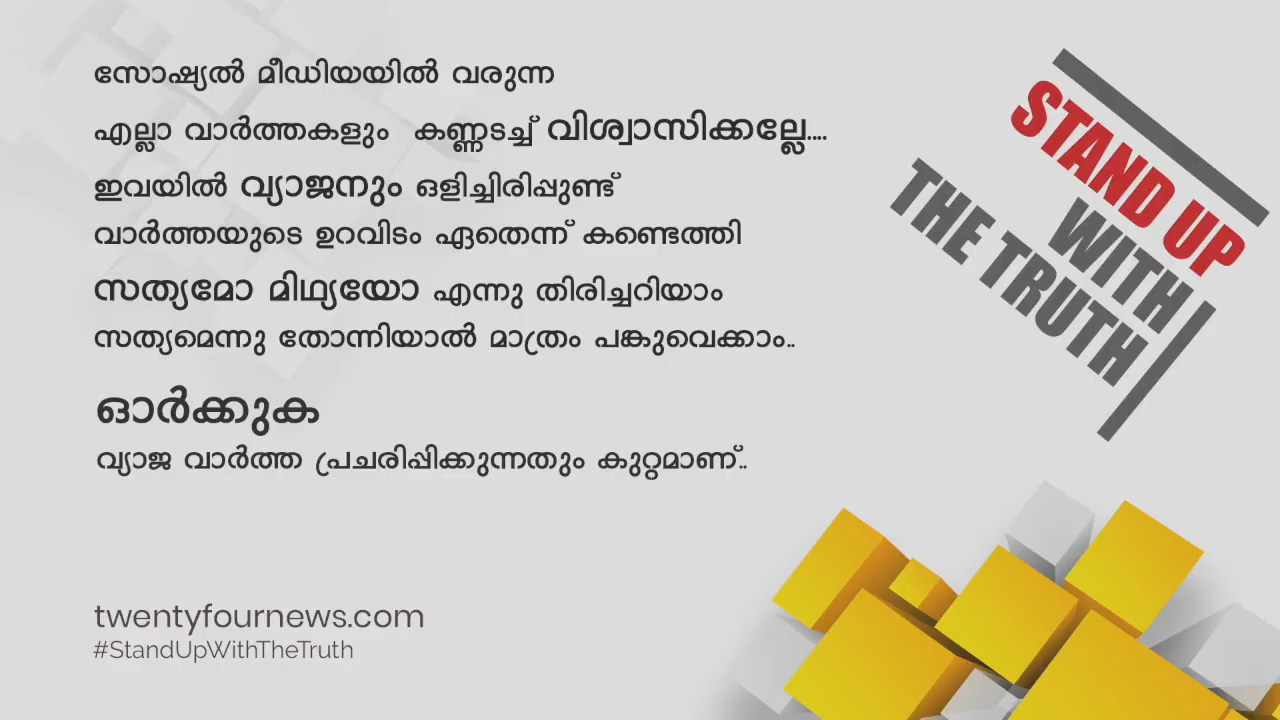 സോഷ്യൽ മീഡിയയിൽ വരുന്ന
എല്ലാ വാർത്തകളും കണ്ണടച്ച് വിശ്വാസിക്കല്ലേ....
ഇവയിൽ വ്യാജനും ഒളിച്ചിരിപ്പുണ്ട്
വാർത്തയുടെ ഉറവിടം ഏതെന്ന് കണ്ടെത്തി
സത്യമോ മിഥ്യയോ എന്നു തിരിച്ചറിയാം
സത്യമെന്നു തോന്നിയാൽ മാത്രം പങ്കുവെക്കാം..
ഓർക്കുക
വ്യാജ വാർത്ത പ്രചരിപ്പിക്കുന്നതും കുറ്റമാണ്..
twentyfournews.com
#StandUpWithTheTruth
STAND UP
WITH
THE TRUTH